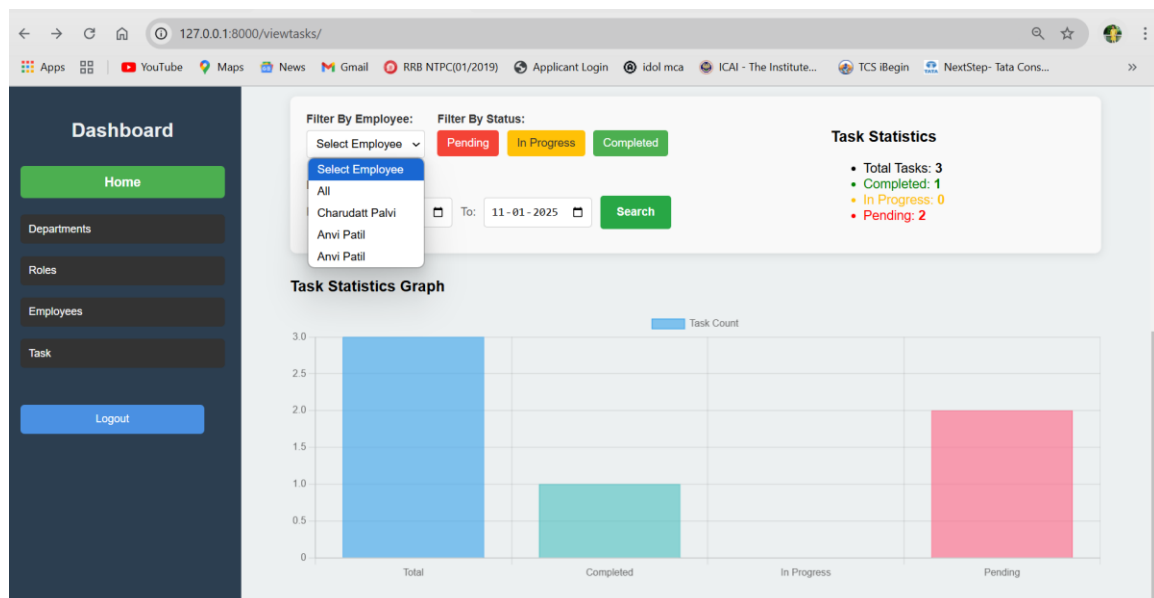 127.0.0.1:8000/viewtasks/
Apps YouTube Maps News Gmail RRB NTPC(01/2019) Applicant Login idol mca ICAI - The Institute... TCS iBegin NextStep- Tata Cons... »
Dashboard
Home
Departments
Roles
Employees
Task
Logout
Filter By Employee: Filter By Status:
Select Employee Pending In Progress Completed
Select Employee
All
Charudatt Palvi
Anvi Patil
Anvi Patil
To: 11-01-2025 Search
Task Statistics
• Total Tasks: 3
• Completed: 1
• In Progress: 0
• Pending: 2
Task Statistics Graph
Task Count
3.0
2.5
2.0
1.5
1.0
0.5
0
Total Completed In Progress Pending